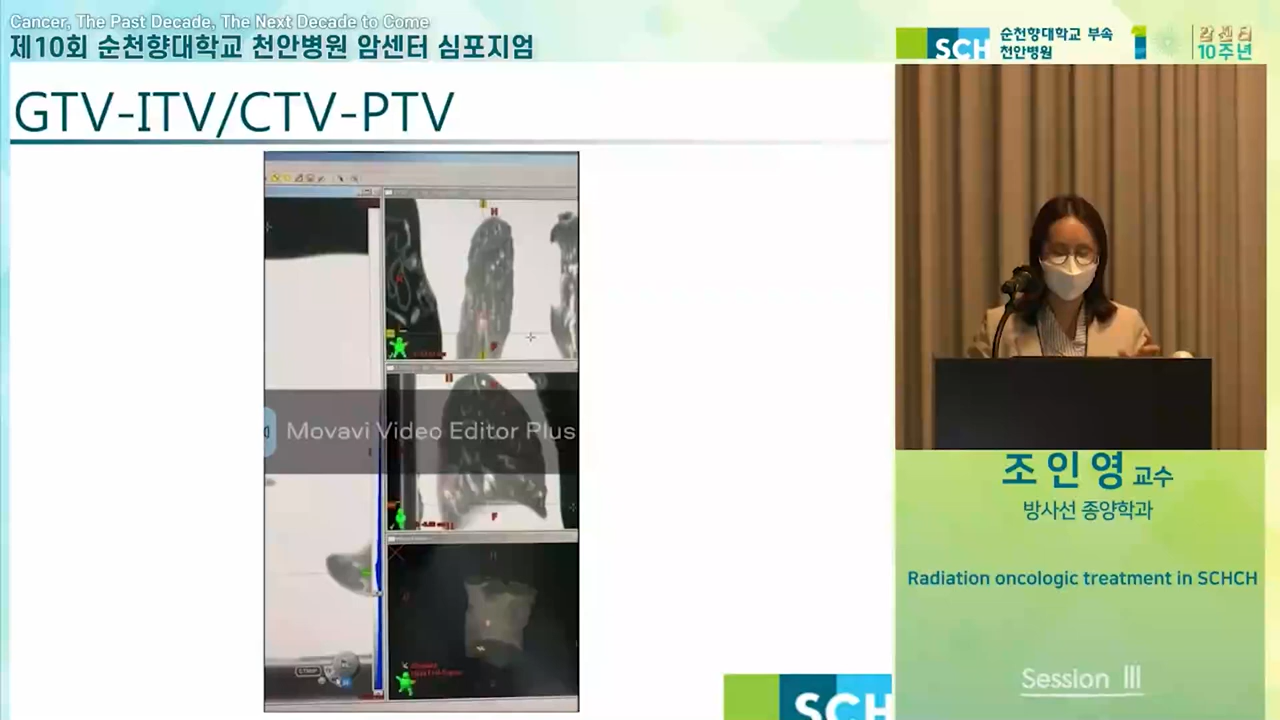 Cancer, The Past Decade, The Next Decade to Come
제10회 순천향대학교 천안병원 암센터 심포지엄
SCH
순천향대학교 부속
천안병원
암센터
10주년
GTV-ITV/CTV-PTV
H
F
Movavi Video Editor Plus
F
조인영 교수
방사선 종양학과
Radiation oncologic treatment in SCHCH
Session Ⅲ
SCH